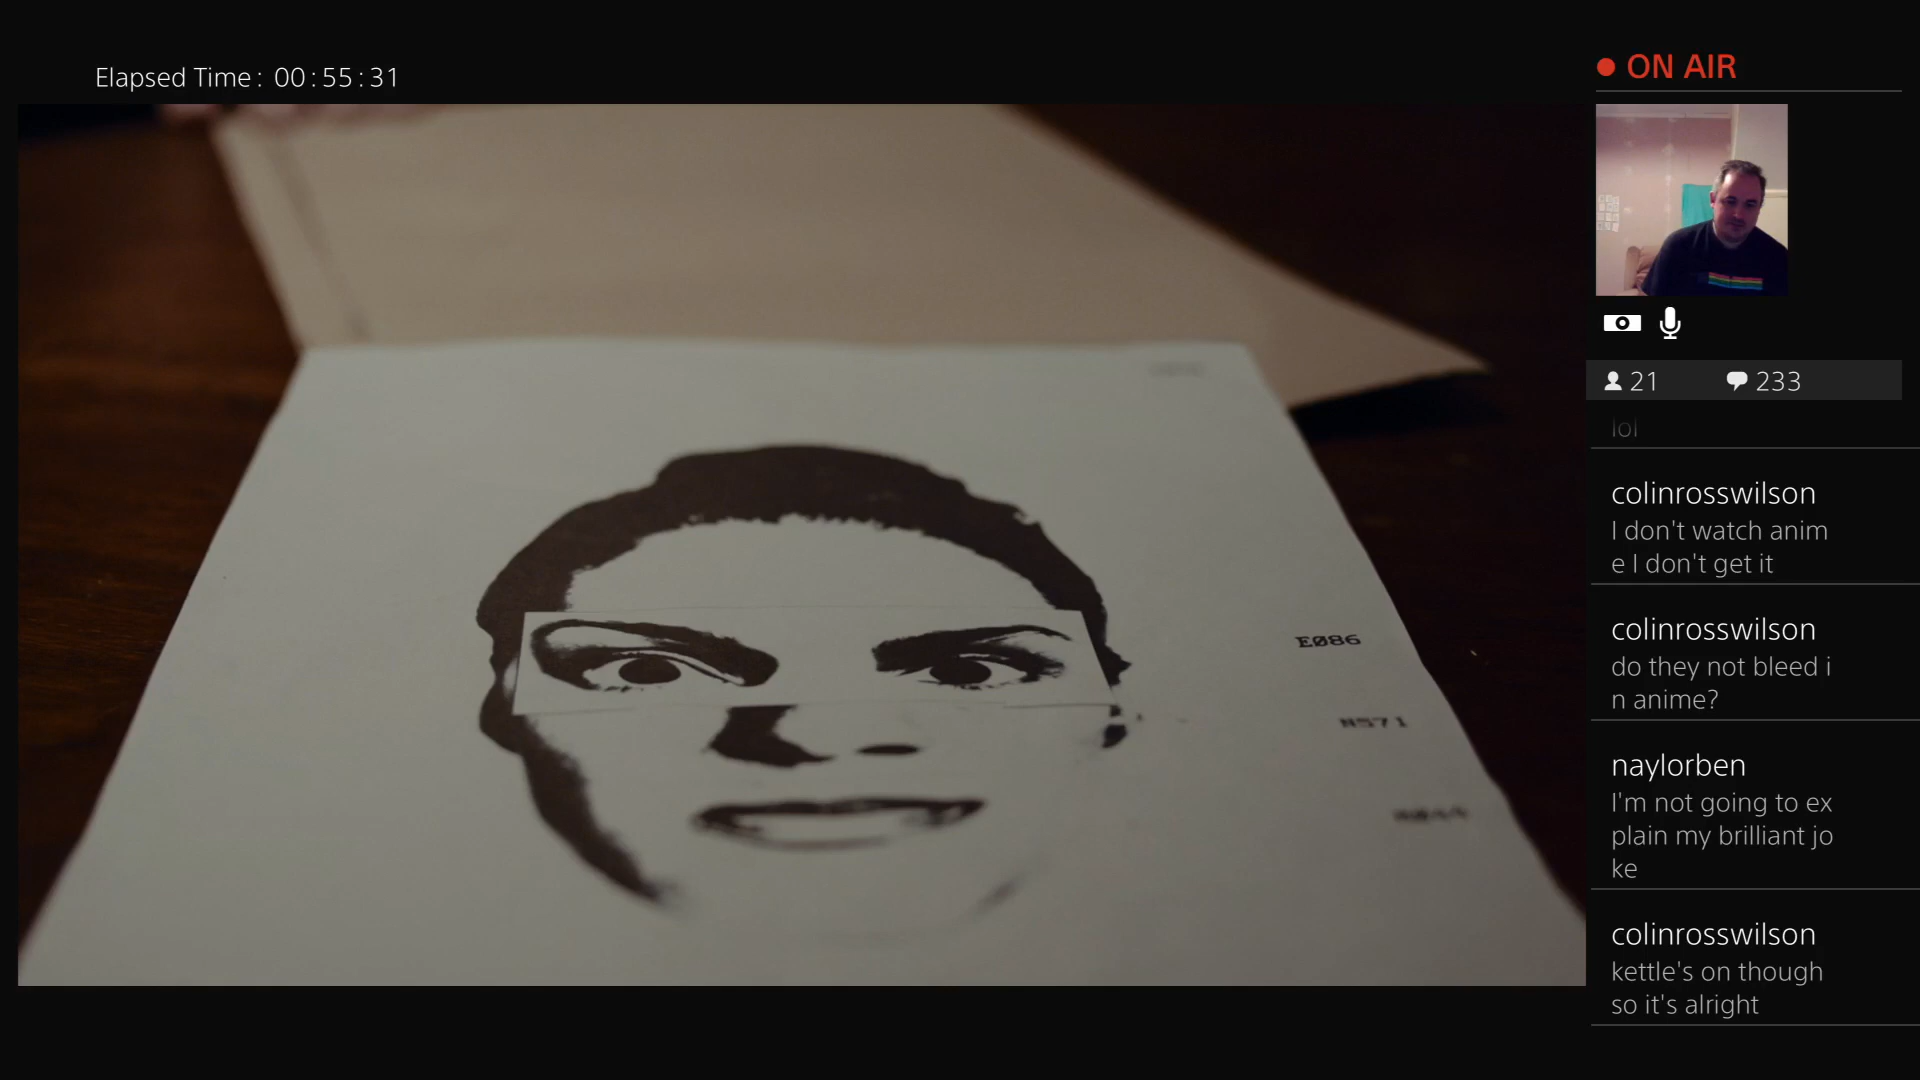 Elapsed Time: 00:55:31
ON AIR
21
233
lol
colinrosswilson
I don't watch anim
e I don't get it
colinrosswilson
do they not bleed i
n anime?
naylorben
I'm not going to ex
plain my brilliant jo
ke
colinrosswilson
kettle's on though
so it's alright
E086
N571